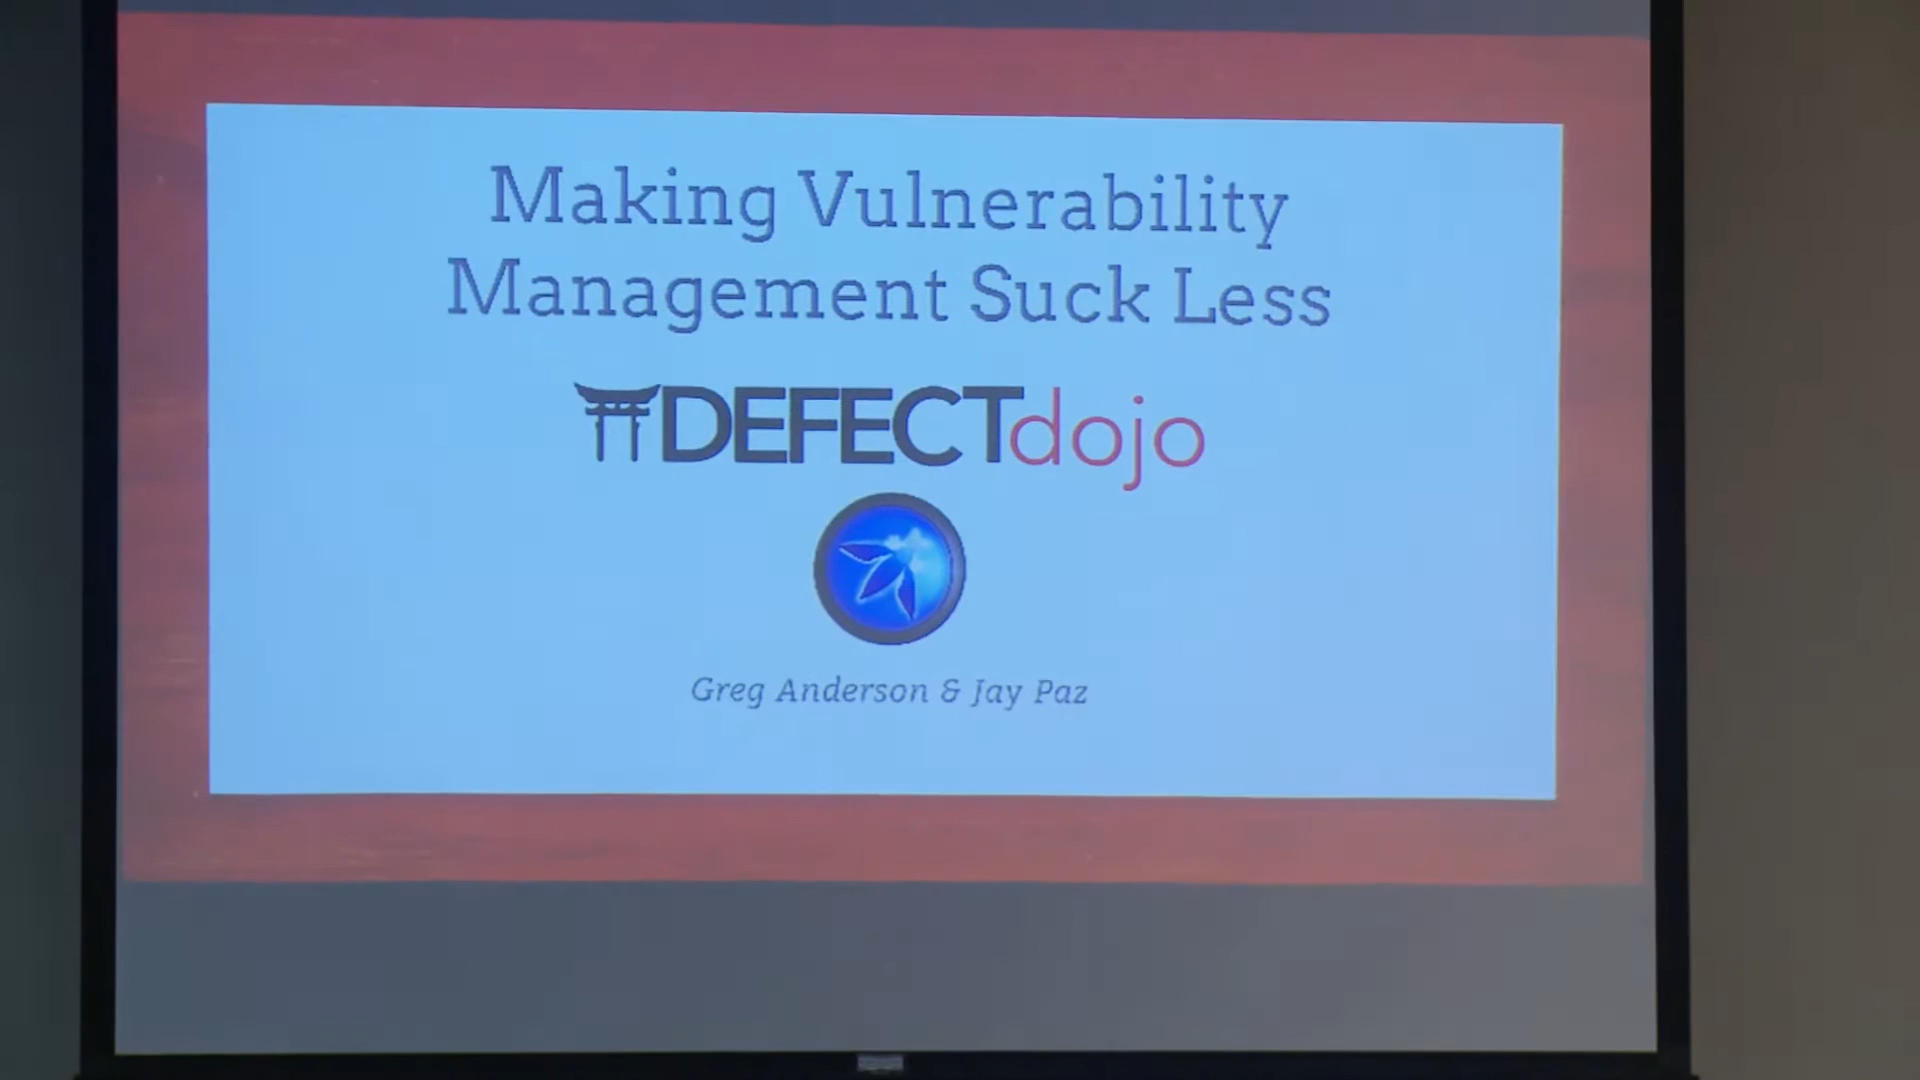 Making Vulnerability
Management Suck Less
DEFECTdojo
Greg Anderson & Jay Paz